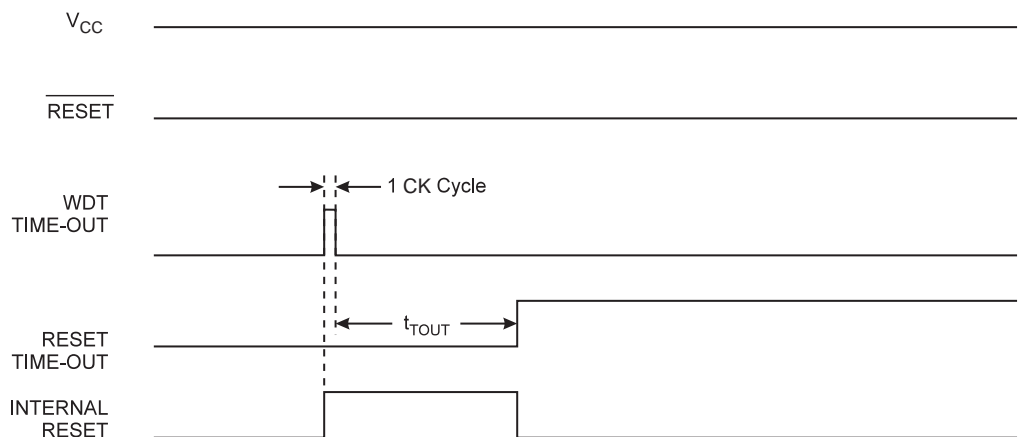 VCC
RESET
1 CK Cycle
WDT
TIME-OUT
tTOUT
RESET
TIME-OUT
INTERNAL
RESET